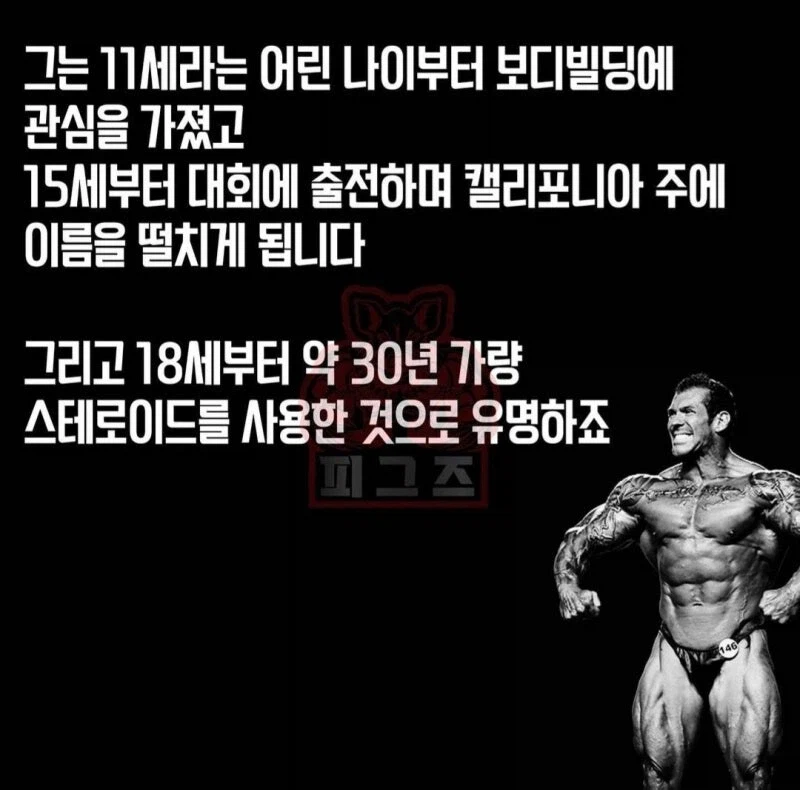 그는 11세라는 어린 나이부터 보디빌딩에
관심을 가졌고
15세부터 대회에 출전하며 캘리포니아 주에
이름을 떨치게 됩니다
그리고 18세부터 약 30년 가량
스테로이드를 사용한 것으로 유명하죠
피그즈
146